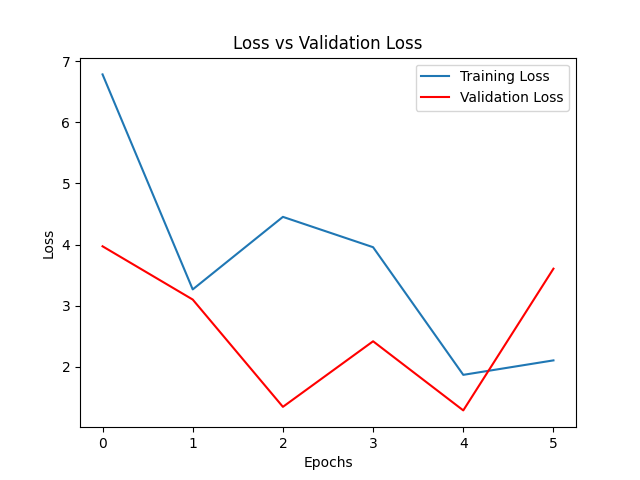 Loss vs Validation Loss
Training Loss
Validation Loss
7
6
5
4
3
2
Loss
0 1 2 3 4 5
Epochs